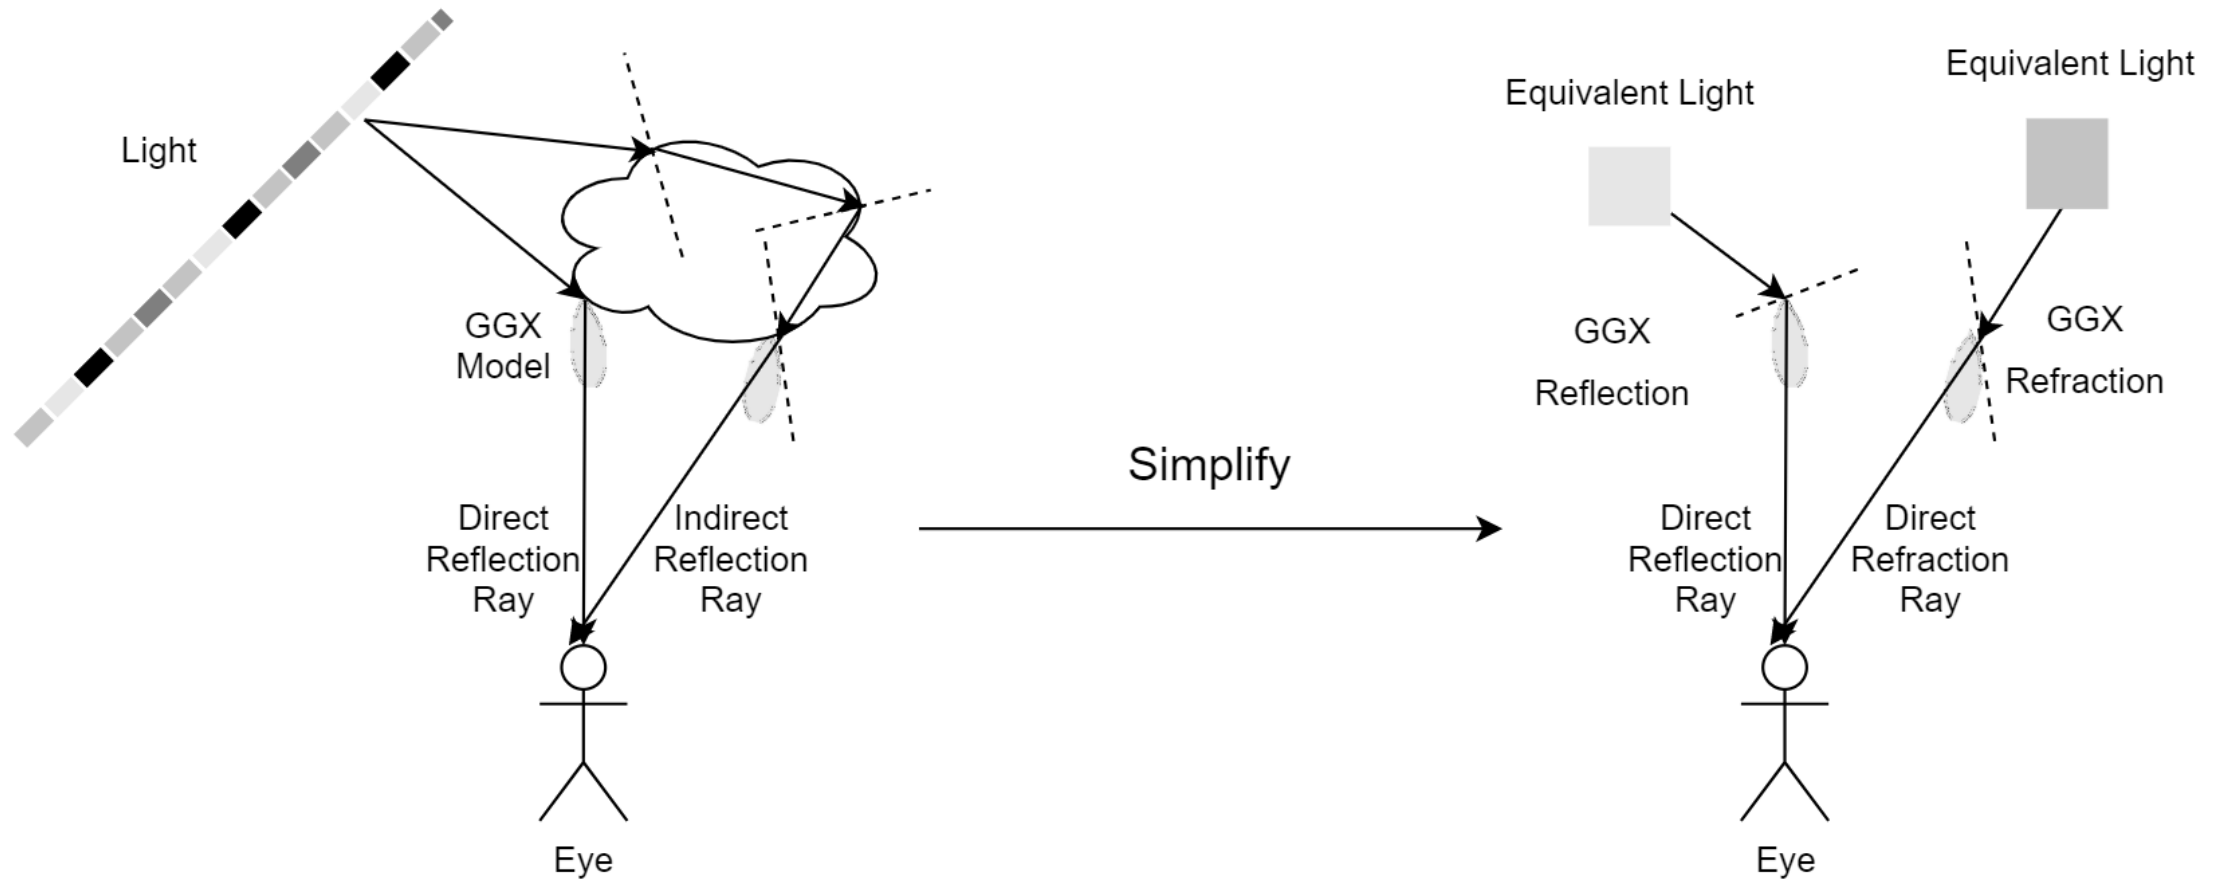 Light
GGX
Model
Direct
Reflection
Ray
Indirect
Reflection
Ray
Eye
Simplify
Equivalent Light
Equivalent Light
GGX
Reflection
GGX
Refraction
Direct
Reflection
Ray
Direct
Refraction
Ray
Eye